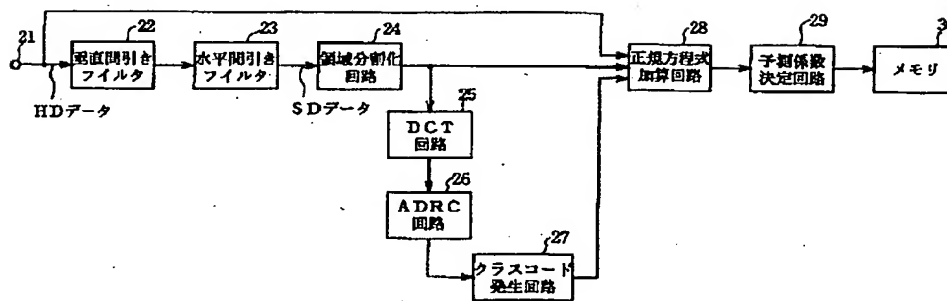 21
22
23
24
28
29
3
垂直間引き
フィルタ
水平間引き
フィルタ
領域分割化
回路
正規方程式
加算回路
予測係数
決定回路
メモリ
HDデータ
SDデータ
25
DCT
回路
26
ADRC
回路
27
クラスコード
発生回路